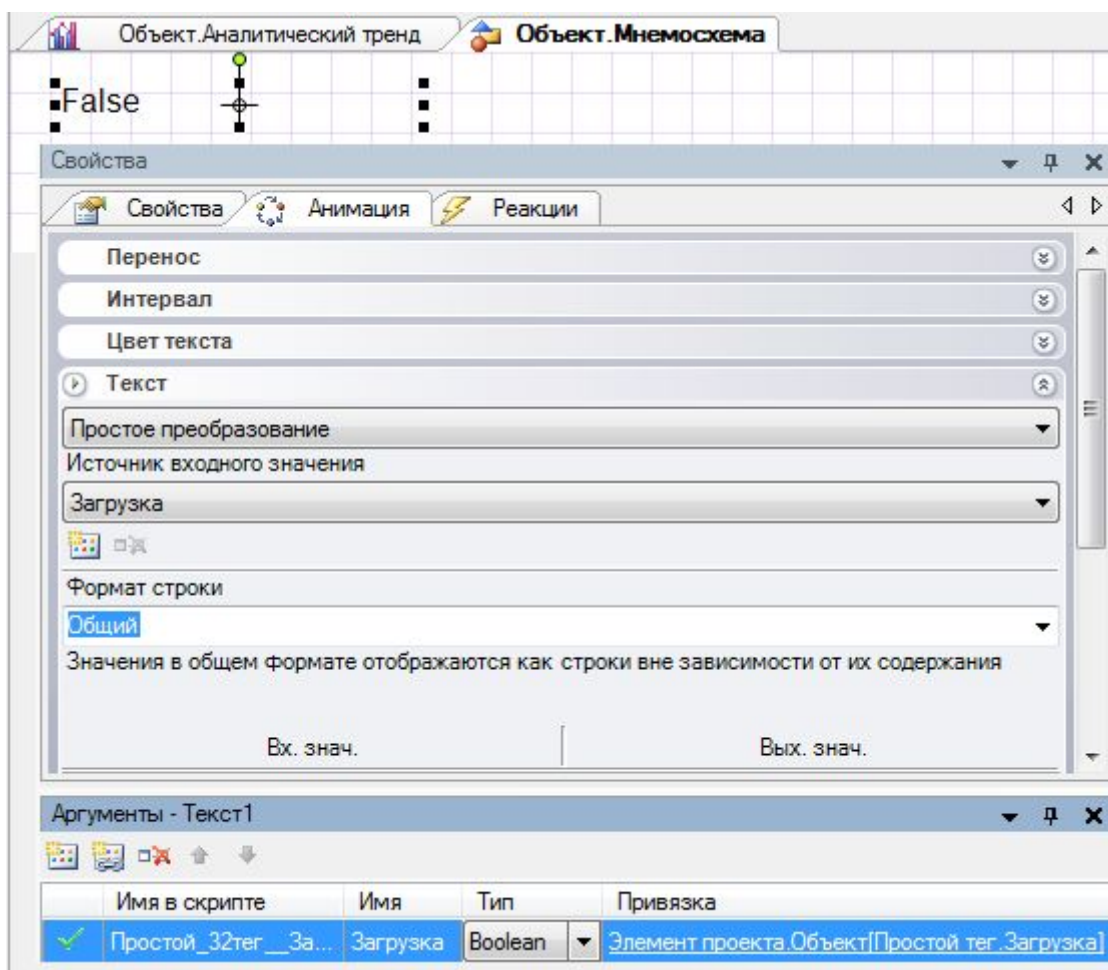 Объект.Аналитический тренд Объект.Мнемосхема
False
Свойства
Свойства Анимация Реакции
Перенос
Интервал
Цвет текста
Текст
Простое преобразование
Источник входного значения
Загрузка
Формат строки
Общий
Значения в общем формате отображаются как строки вне зависимости от их содержания
Вх. знач. Вых. знач.
Аргументы - Текст1
Имя в скрипте Имя Тип Привязка
Простой_32тег__За... Загрузка Boolean Элемент проекта.Объект[Простой тег.Загрузка]